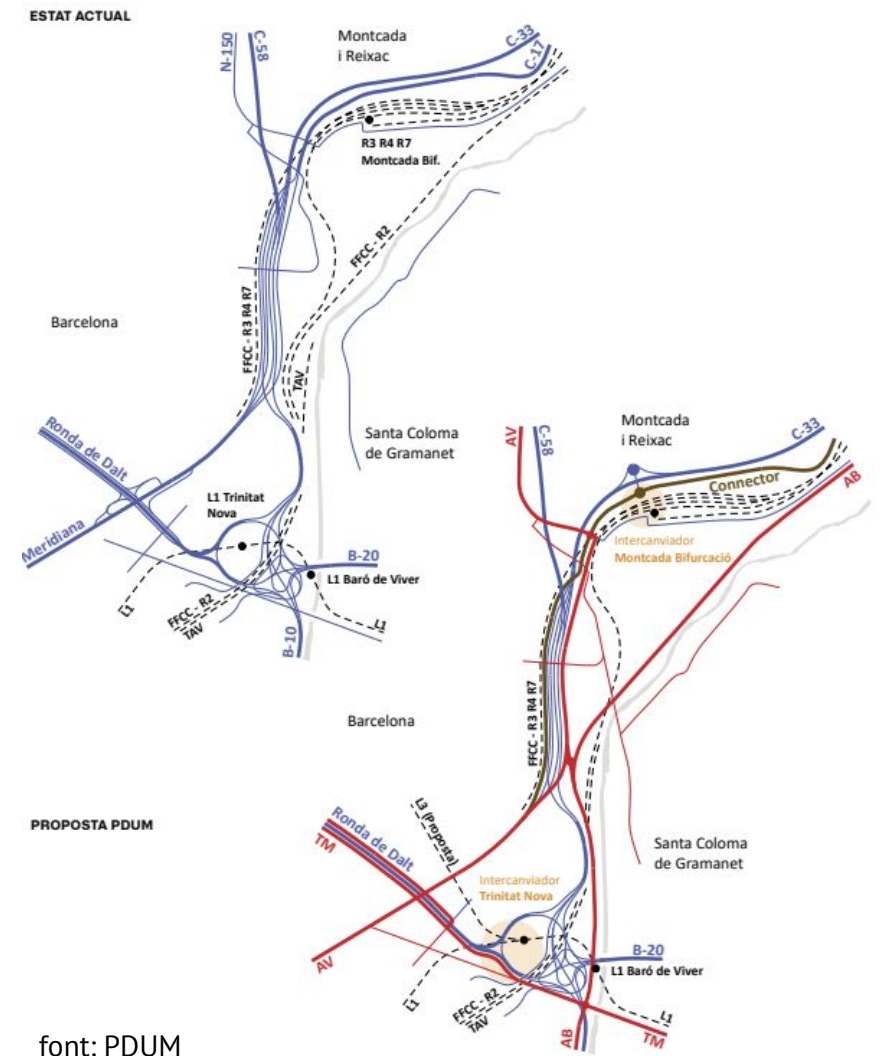 ESTAT ACTUAL
N-150
C-58
Montcada
i Reixac
C-33
C-17
R3 R4 R7
Montcada Bif.
FFCC - R2
FFCC - R3 R4 R7
Barcelona
TAV
Ronda de Dalt
Santa Coloma
de Gramanet
L1 Trinitat
Nova
Meridiana
B-20
L1 Baró de Viver
L1
FFCC - R2
TAV
L1
B-10
AV
C-58
Montcada
i Reixac
C-33
Connector
AB
Intercanviador
Montcada Bifurcació
FFCC - R3 R4 R7
Barcelona
PROPOSTA PDUM
L3 (Proposta)
Ronda de Dalt
TM
Santa Coloma
de Gramanet
Intercanviador
Trinitat Nova
AV
B-20
L1 Baró de Viver
L1
FFCC - R2
TAV
L1
AB
TM
font: PDUM